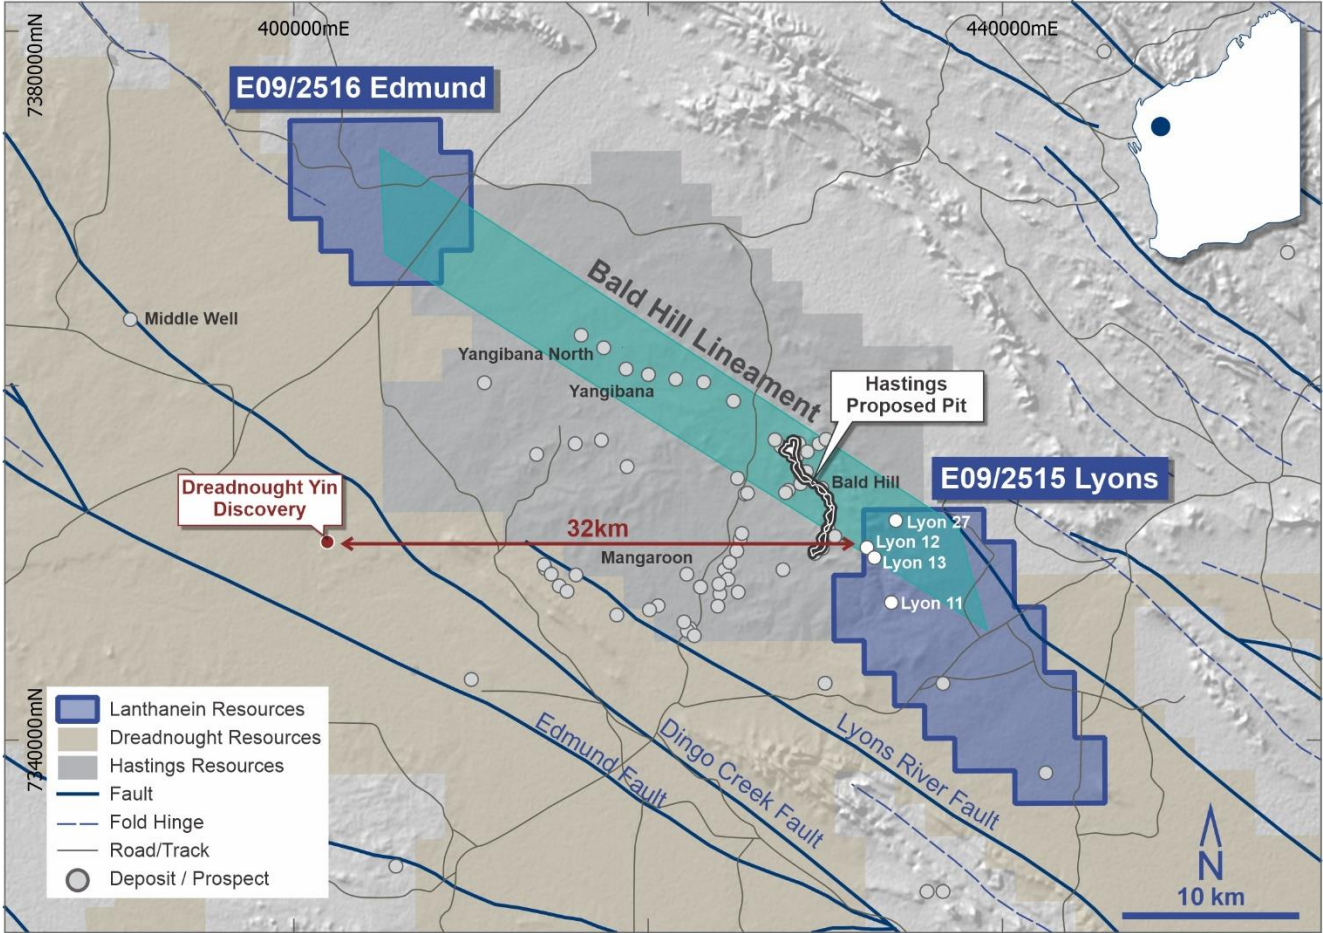 400000mE
440000mE
7380000mN
E09/2516 Edmund
Bald Hill Lineament
Middle Well
Yangibana North
Yangibana
Hastings
Proposed Pit
Bald Hill
E09/2515 Lyons
Dreadnought Yin
Discovery
32km
Mangaroon
Lyon 27
Lyon 12
Lyon 13
Lyon 11
7340000mN
Edmund Fault
Dingo Creek Fault
Lyons River Fault
Lanthanein Resources
Dreadnought Resources
Hastings Resources
Fault
Fold Hinge
Road/Track
Deposit / Prospect
N
10 km